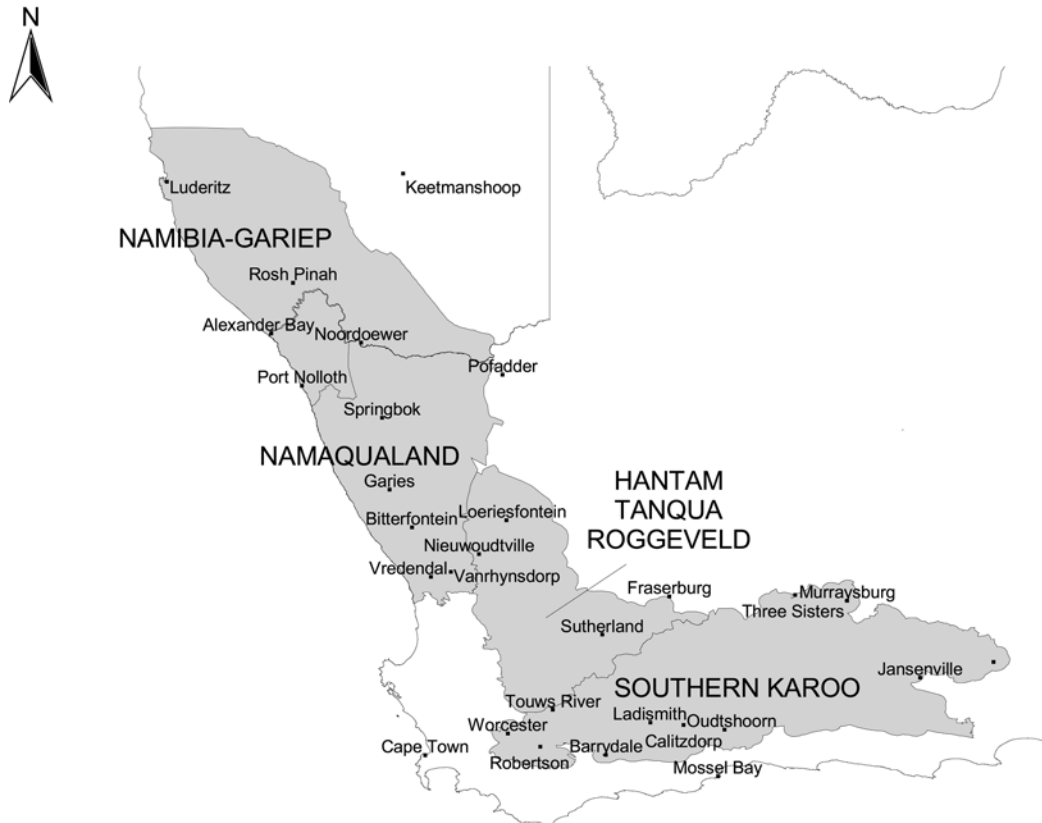 N
Luderitz
Keetmanshoop
NAMIBIA-GARIEP
Rosh Pinah
Alexander Bay
Noordoewer
Pofadder
Port Nolloth
Springbok
NAMAQUALAND
Garies
HANTAM
TANQUA
ROGGEVELD
Loeriesfontein
Bitterfontein
Nieuwoudtville
Vredendal
Vanrhynsdorp
Fraserburg
Murraysburg
Three Sisters
Sutherland
Jansenville
SOUTHERN KAROO
Touws River
Ladismith
Oudtshoorn
Worcester
Calitzdorp
Cape Town
Robertson
Barrydale
Mossel Bay